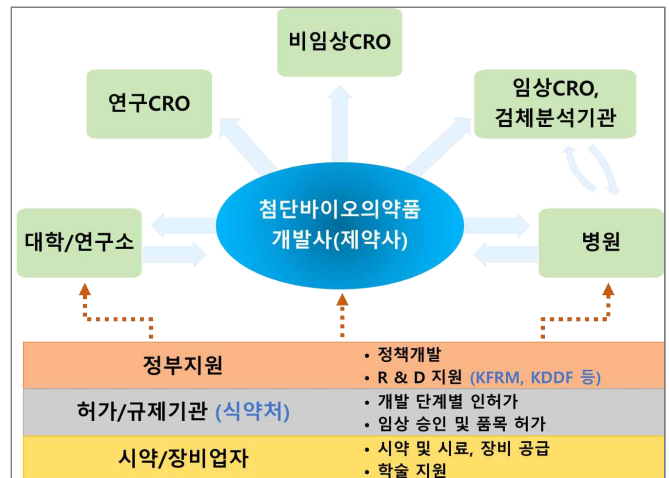 비임상CRO
연구CRO
임상CRO,
검체분석기관
첨단바이오의약품
개발사(제약사)
대학/연구소
병원
정부지원
• 정책개발
• R & D 지원 (KFRM, KDDF 등)
허가/규제기관 (식약처)
• 개발 단계별 인허가
• 임상 승인 및 품목 허가
시약/장비업자
• 시약 및 시료, 장비 공급
• 학술 지원